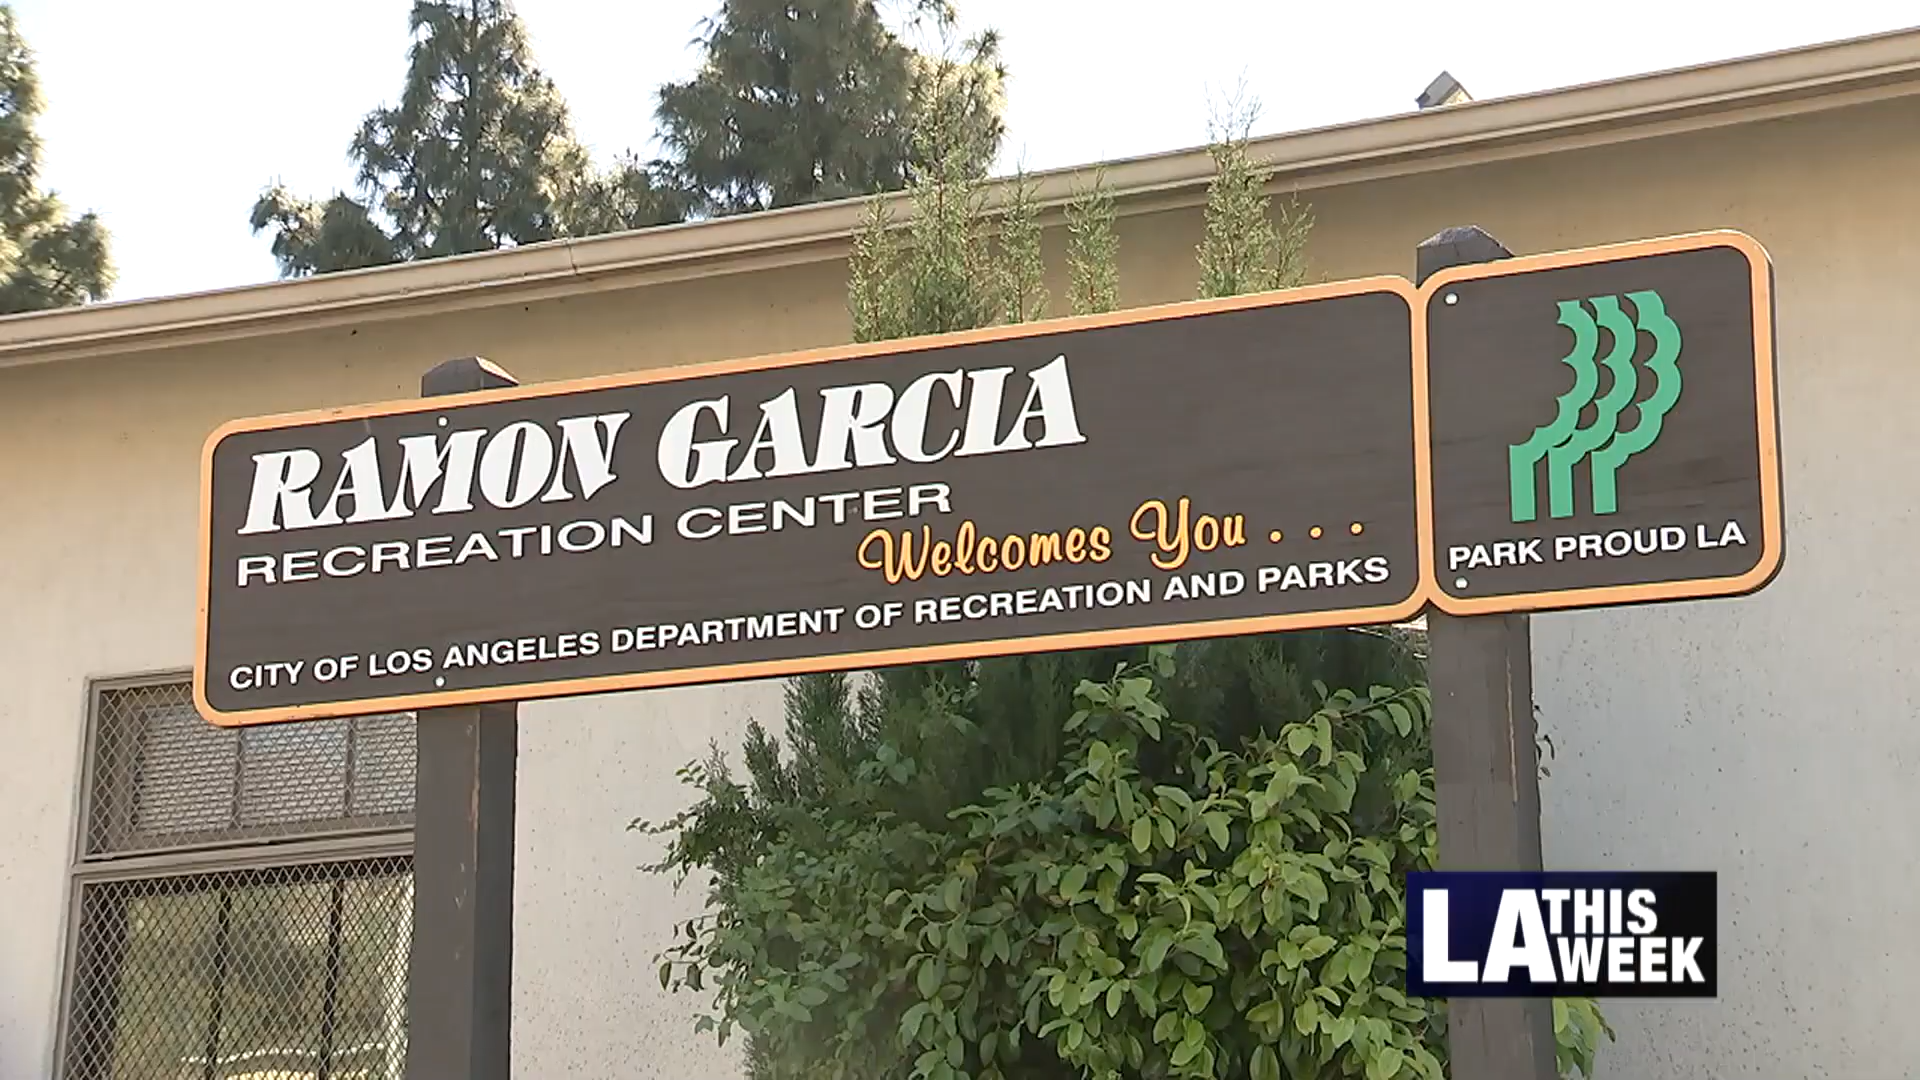 RAMON GARCIA
RECREATION CENTER
Welcomes You . . .
CITY OF LOS ANGELES DEPARTMENT OF RECREATION AND PARKS
PARK PROUD LA
LA THIS WEEK